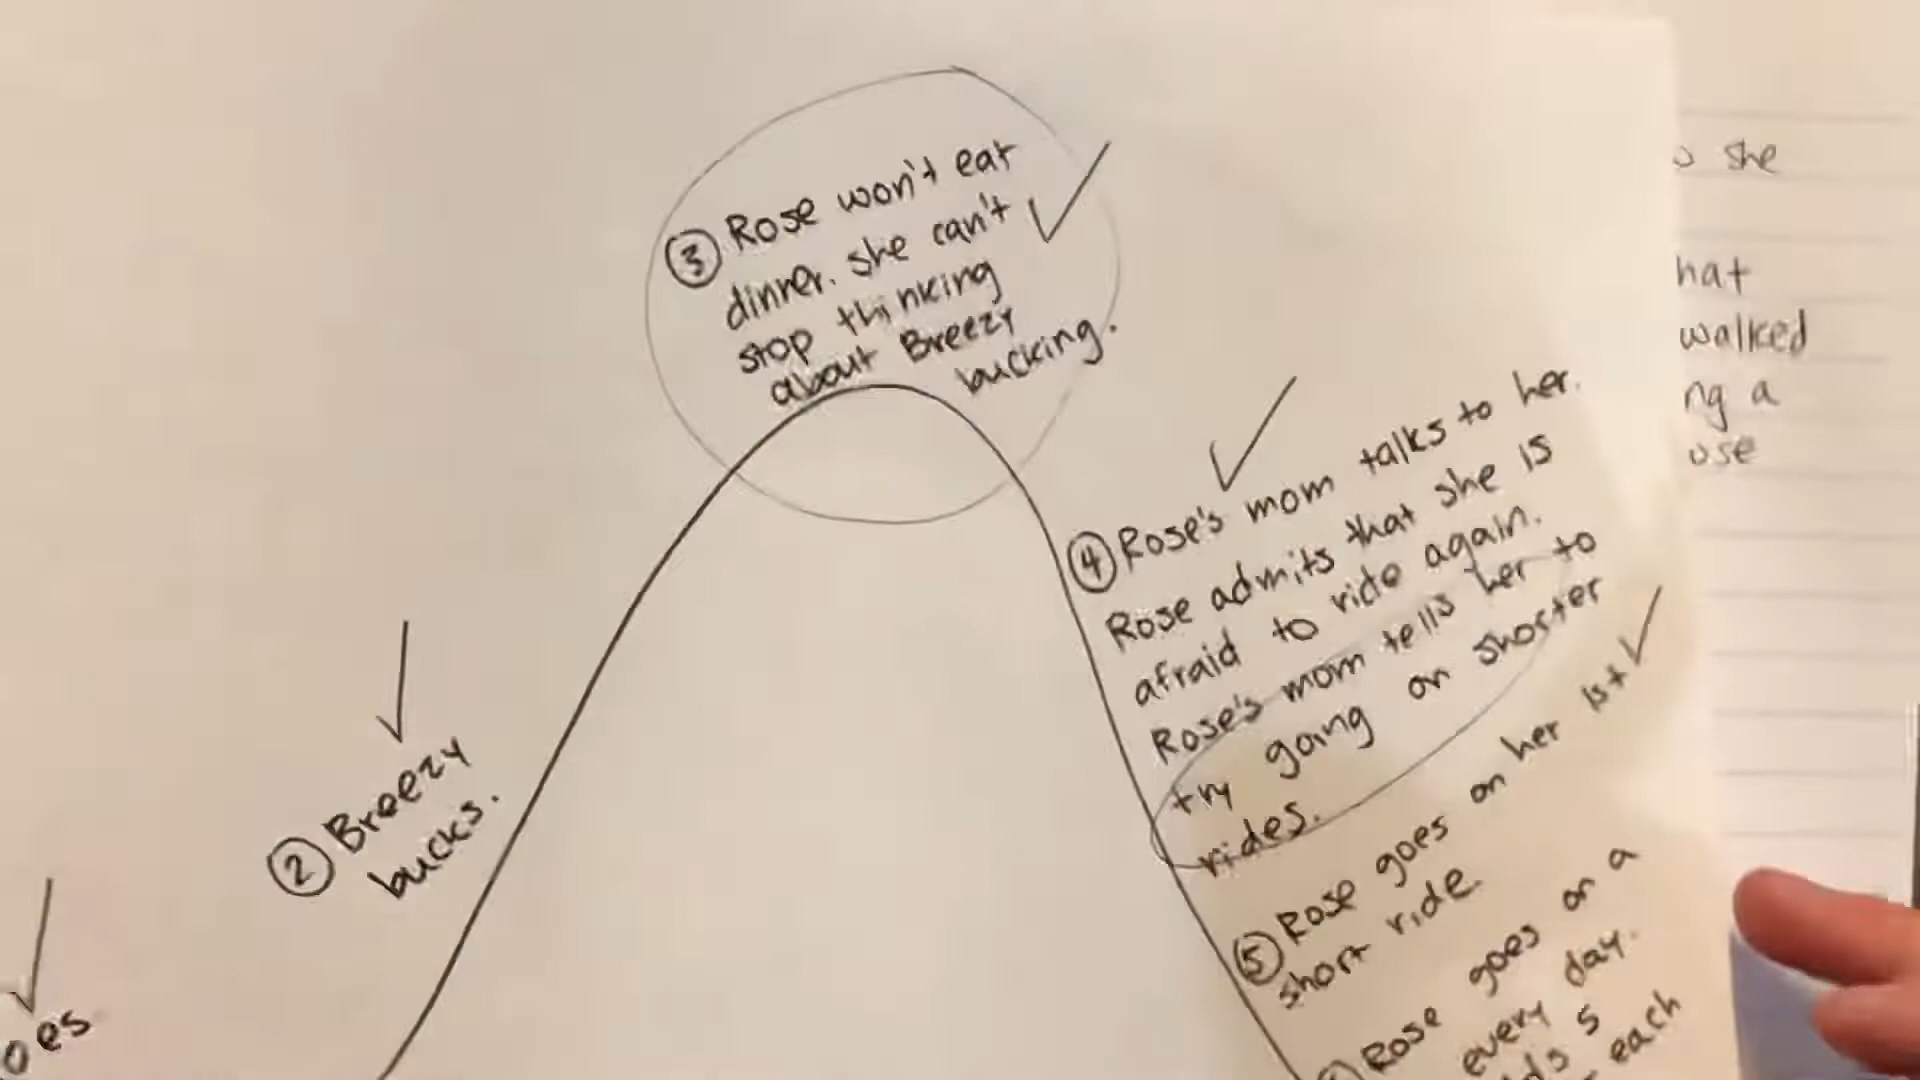 ③ Rose won't eat
dinner. she can't
stop thinking
about Breezy
bucking.
④ Rose's mom talks to her.
Rose admits that she is
afraid to ride again.
Rose's mom tells her to
try going on shorter
rides.
② Breezy
bucks.
⑤ Rose goes on her 1st
short ride.
Rose goes on a
every day.
5
each
oes
she
hat
walked
ng a
use